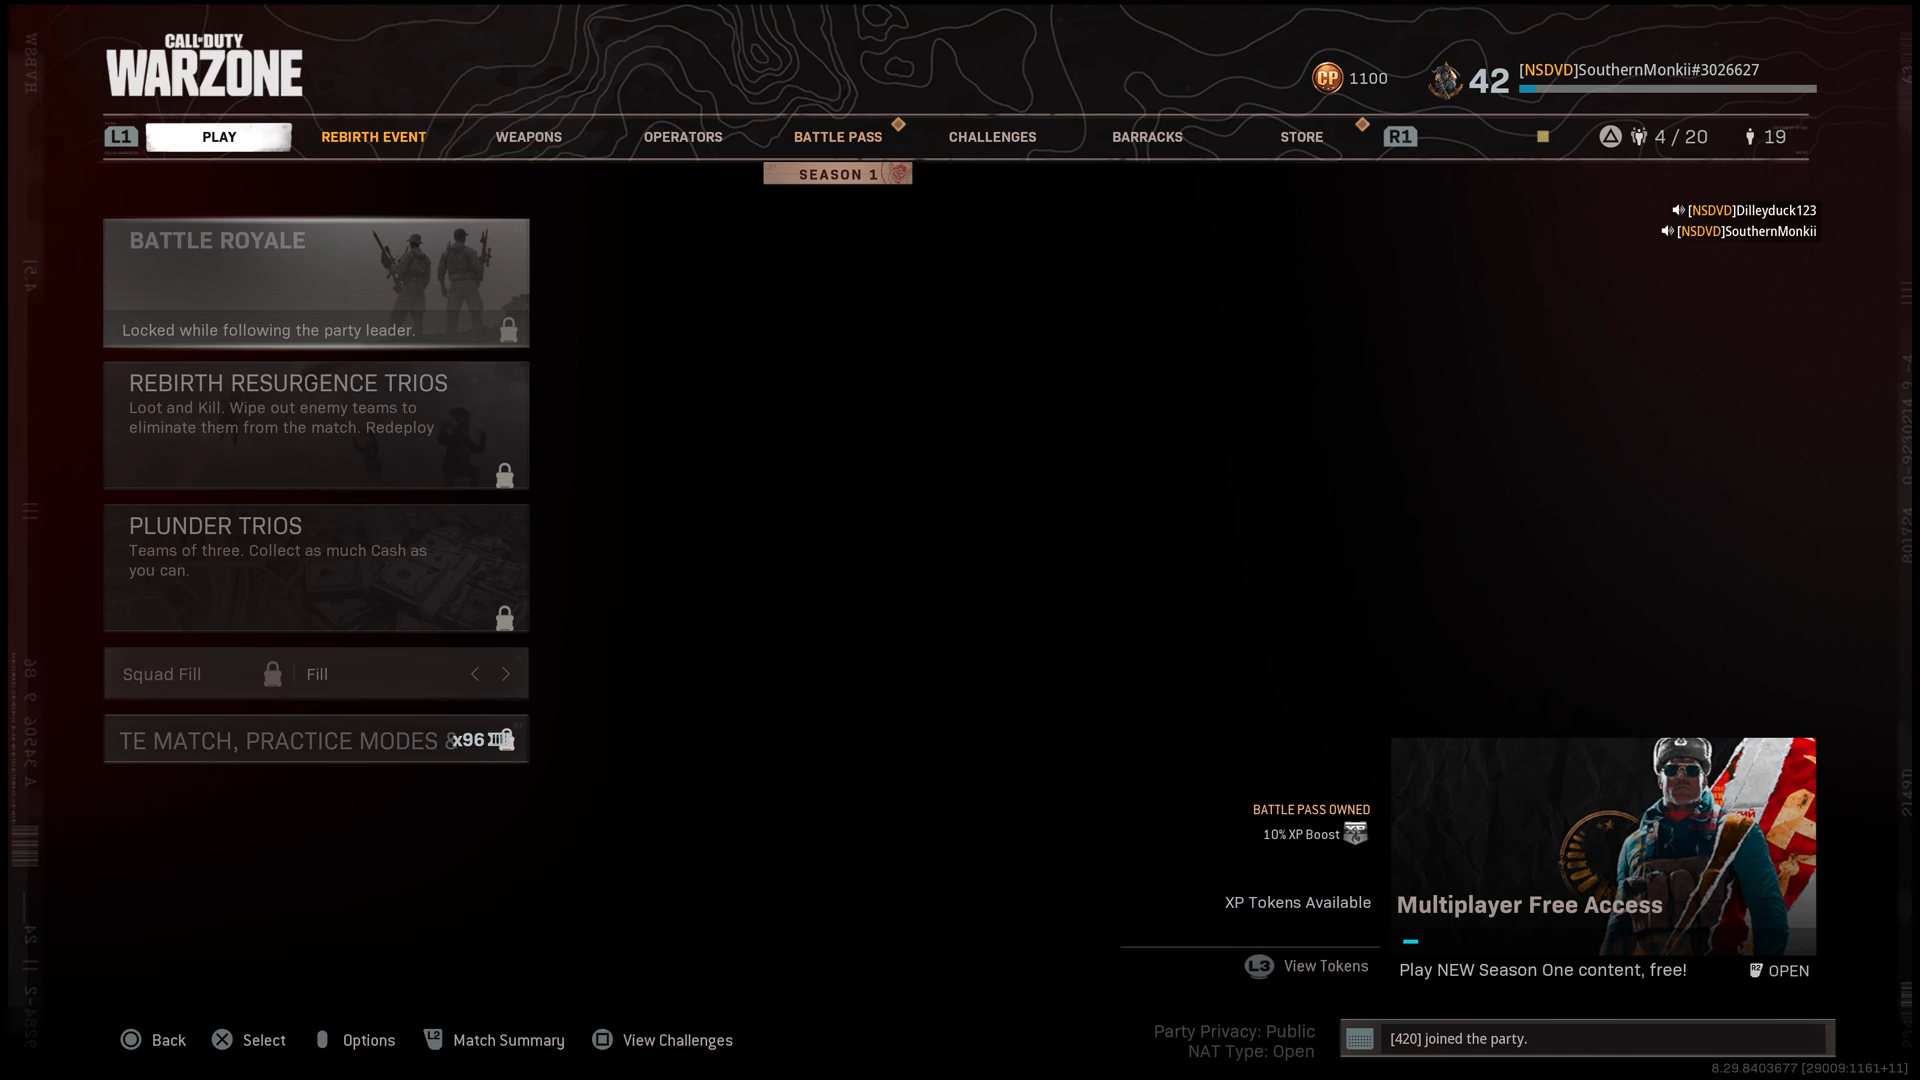 CALL OF DUTY
WARZONE
CP 1100
42
[NSDVD]SouthernMonkii#3026627
L1
PLAY
REBIRTH EVENT
WEAPONS
OPERATORS
BATTLE PASS
CHALLENGES
BARRACKS
STORE
R1
4 / 20
19
SEASON 1
[NSDVD]Dilleyduck123
[NSDVD]SouthernMonkii
BATTLE ROYALE
Locked while following the party leader.
REBIRTH RESURGENCE TRIOS
Loot and Kill. Wipe out enemy teams to
eliminate them from the match. Redeploy
PLUNDER TRIOS
Teams of three. Collect as much Cash as
you can.
Squad Fill
Fill
TE MATCH, PRACTICE MODES &
x96
BATTLE PASS OWNED
10% XP Boost
XP
XP Tokens Available
L3 View Tokens
Multiplayer Free Access
Play NEW Season One content, free!
R2 OPEN
Back
Select
Options
L2 Match Summary
View Challenges
Party Privacy: Public
NAT Type: Open
[420] joined the party.
8.29.8403677 [29009:1161+11]